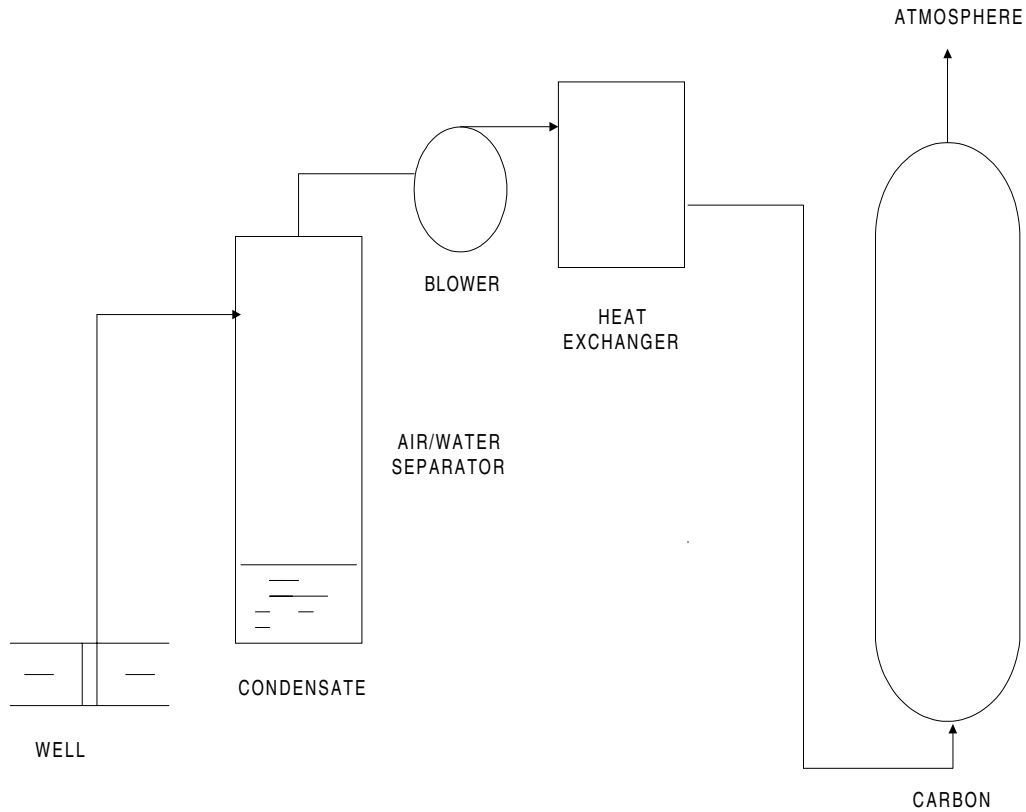 ATMOSPHERE
BLOWER
HEAT
EXCHANGER
AIR/WATER
SEPARATOR
CONDENSATE
WELL
CARBON